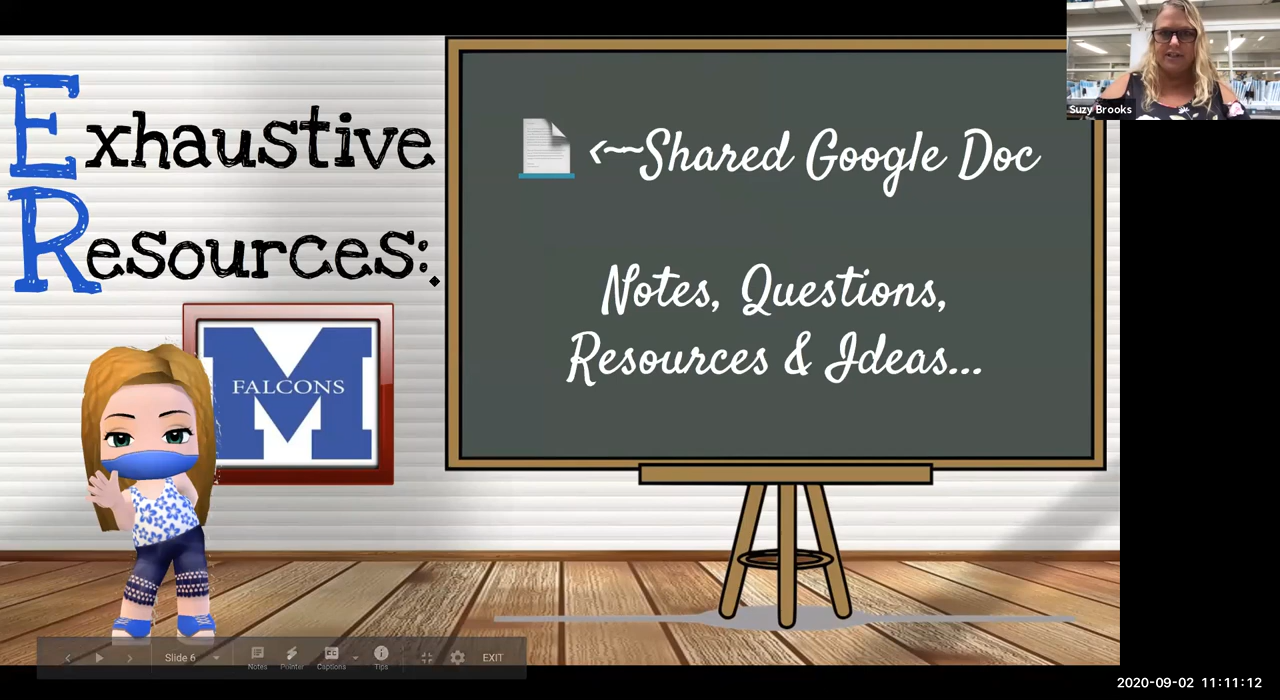 Exhaustive
Resources:
FALCONS
<~~Shared Google Doc
Notes, Questions,
Resources & Ideas...
Suzy Brooks
Slide 6
Notes
Pointer
Captions
Tips
EXIT
2020-09-02 11:11:12